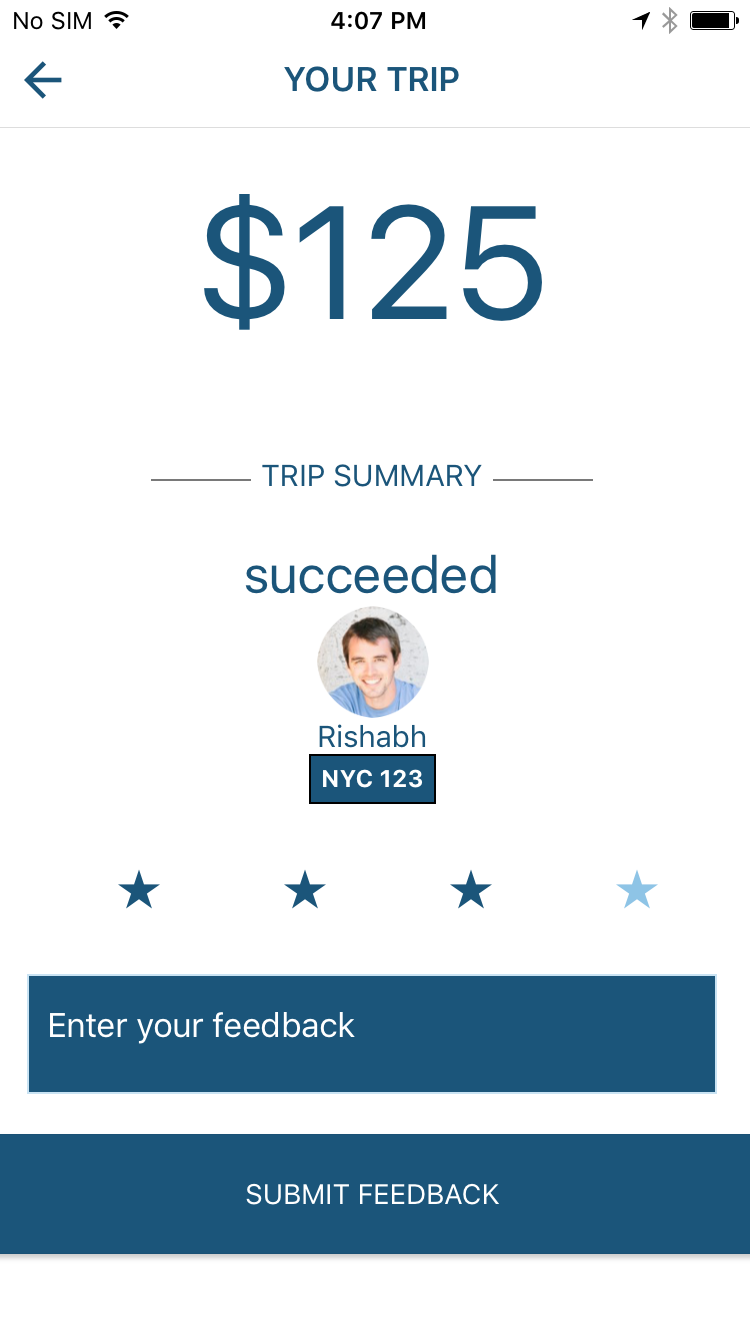 No SIM 4:07 PM
YOUR TRIP
$125
TRIP SUMMARY
succeeded
Rishabh
NYC 123
Enter your feedback
SUBMIT FEEDBACK